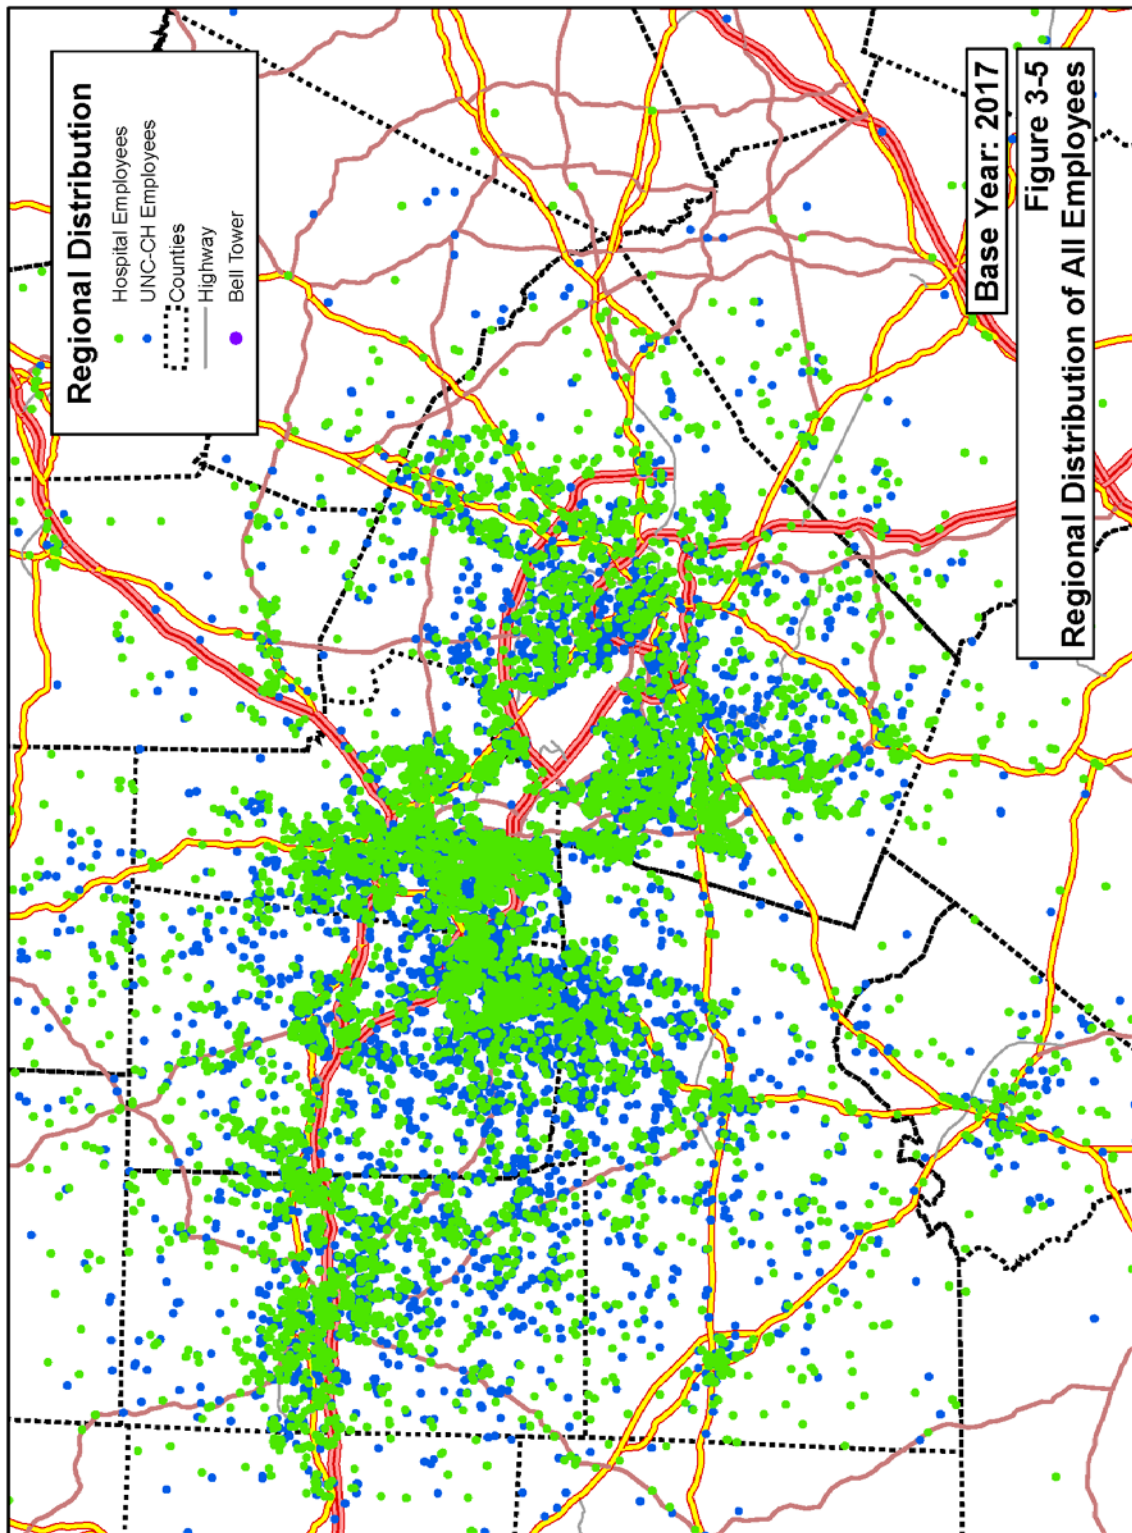 Regional Distribution
Hospital Employees
UNC-CH Employees
Counties
Highway
Bell Tower
Base Year: 2017
Figure 3-5
Regional Distribution of All Employees